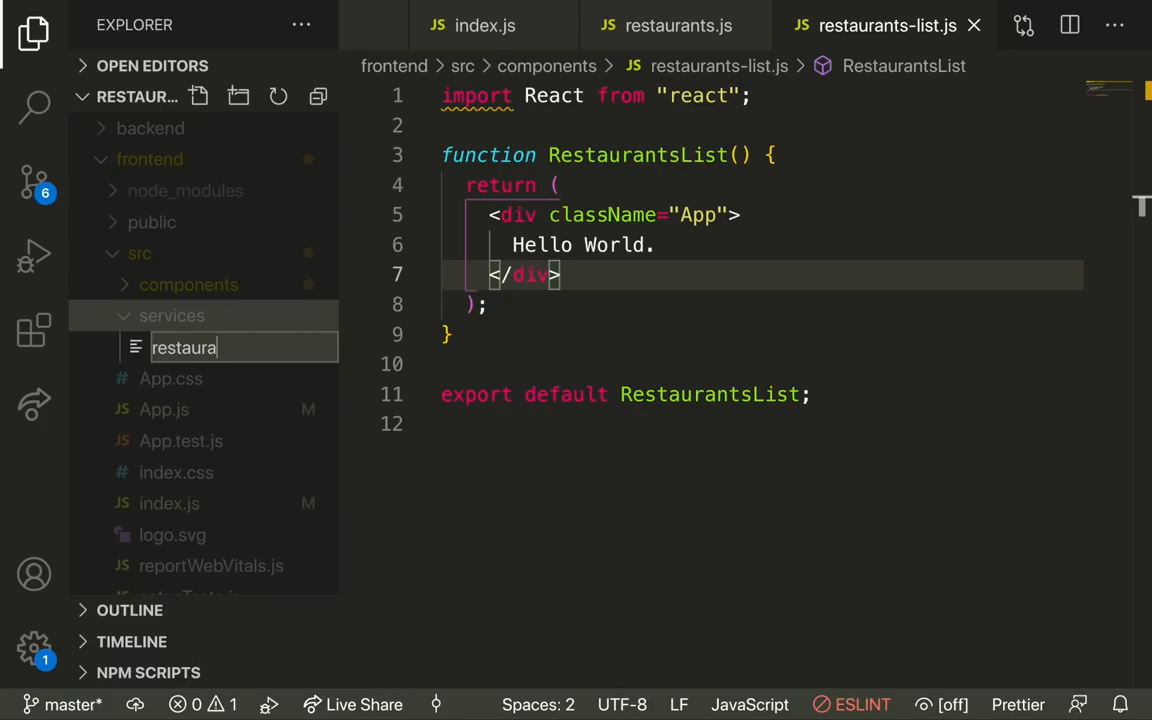 EXPLORER
index.js
restaurants.js
restaurants-list.js
OPEN EDITORS
frontend > src > components > restaurants-list.js > RestaurantsList
RESTAUR...
backend
frontend
node_modules
public
src
components
services
restaura
App.css
App.js M
App.test.js
index.css
index.js M
logo.svg
reportWebVitals.js
OUTLINE
TIMELINE
NPM SCRIPTS
6
1
1 import React from "react";
2
3 function RestaurantsList() {
4 return (
5 <div className="App">
6 Hello World.
7 </div>
8 );
9 }
10
11 export default RestaurantsList;
12
master* 0 1 Live Share Spaces: 2 UTF-8 LF JavaScript ESLINT [off] Prettier